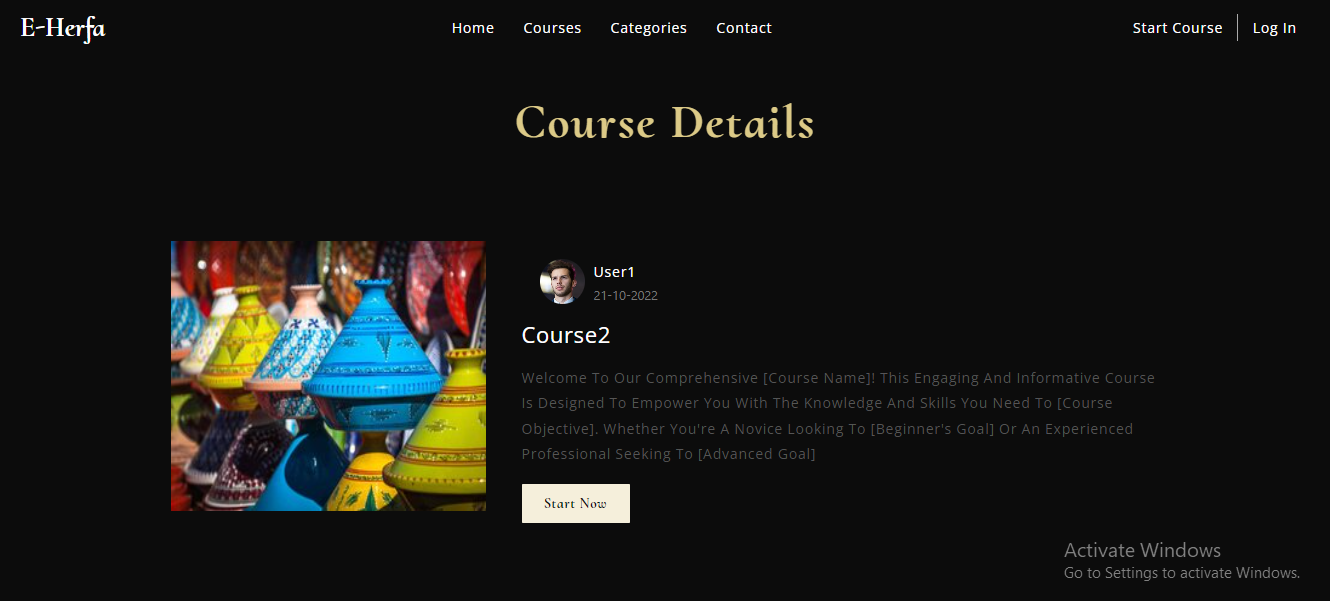 E-Herfa
Home Courses Categories Contact
Start Course Log In
Course Details
User1
21-10-2022
Course2
Welcome To Our Comprehensive [Course Name]! This Engaging And Informative Course
Is Designed To Empower You With The Knowledge And Skills You Need To [Course
Objective]. Whether You're A Novice Looking To [Beginner's Goal] Or An Experienced
Professional Seeking To [Advanced Goal]
Start Now
Activate Windows
Go to Settings to activate Windows.